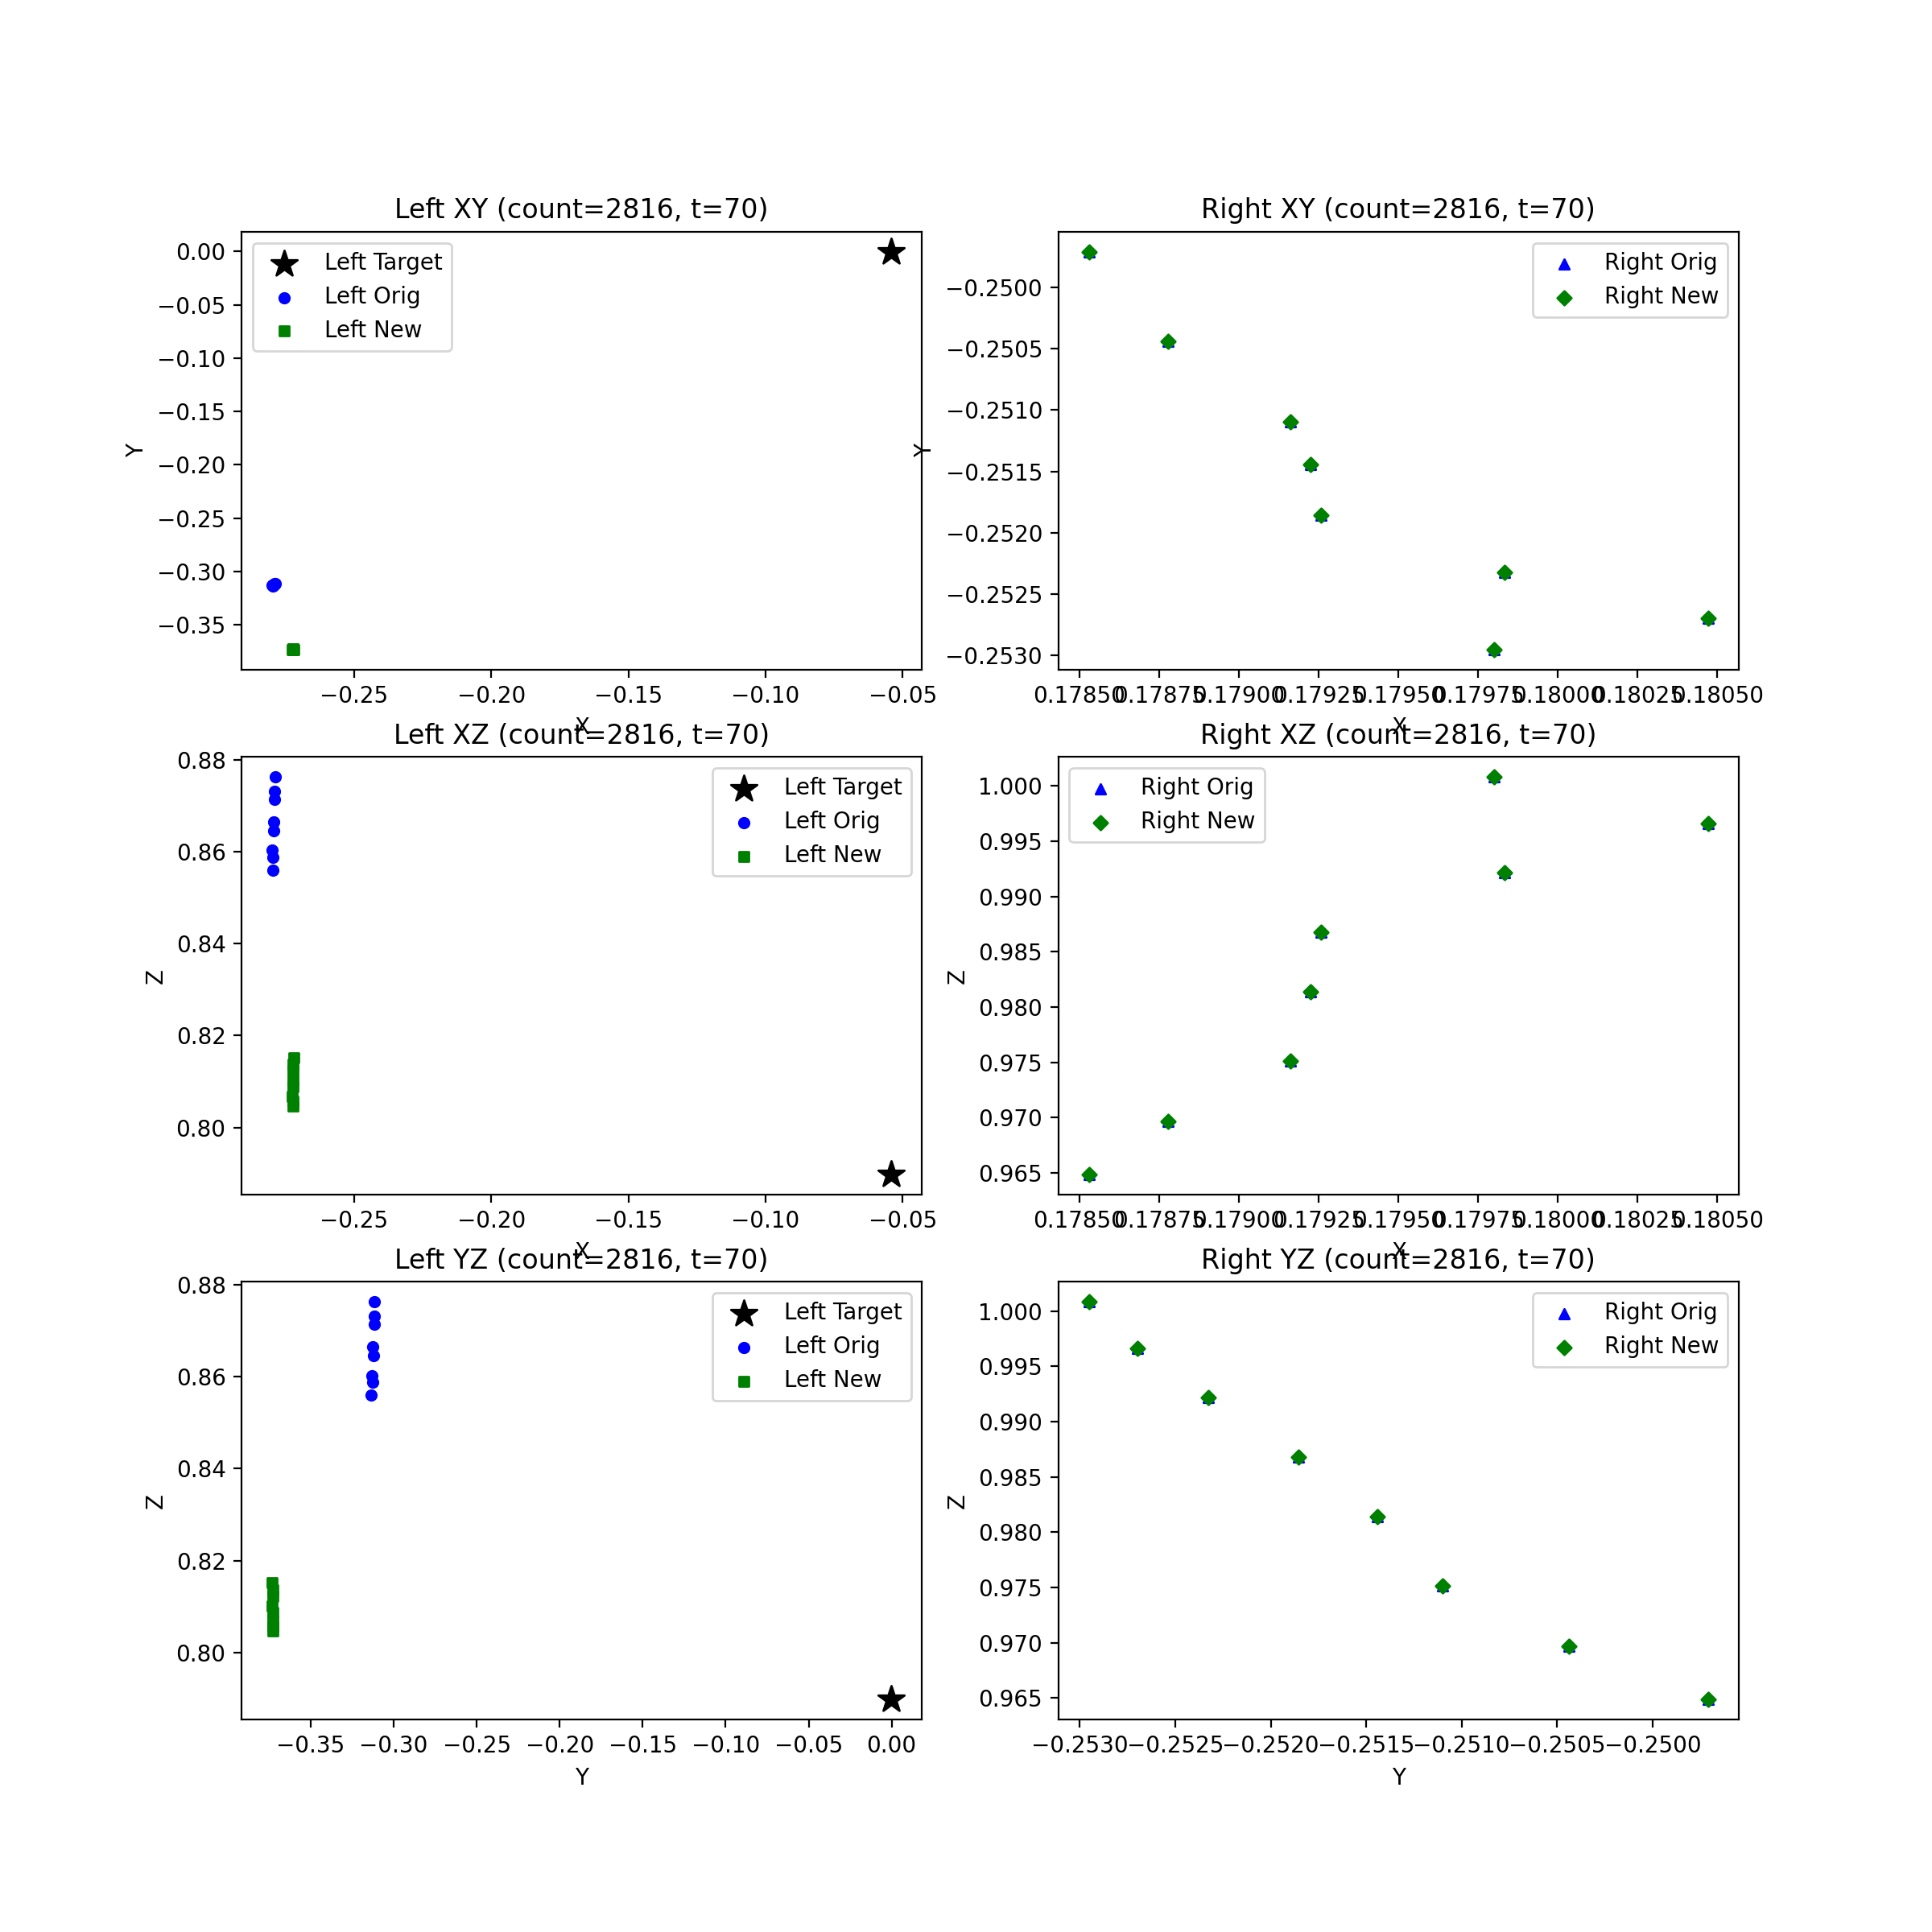 Left XY (count=2816, t=70)
Right XY (count=2816, t=70)
0.00
−0.05
−0.10
−0.15
−0.20
−0.25
−0.30
−0.35
Y
Left Target
Left Orig
Left New
−0.25
−0.20
−0.15
−0.10
−0.05
X
−0.2500
−0.2505
−0.2510
−0.2515
−0.2520
−0.2525
−0.2530
Y
Right Orig
Right New
0.17850
0.17875
0.17900
0.17925
0.17950
0.17975
0.18000
0.18025
0.18050
X
Left XZ (count=2816, t=70)
Right XZ (count=2816, t=70)
0.88
0.86
0.84
0.82
0.80
Z
Left Target
Left Orig
Left New
−0.25
−0.20
−0.15
−0.10
−0.05
X
1.000
0.995
0.990
0.985
0.980
0.975
0.970
0.965
Z
Right Orig
Right New
0.17850
0.17875
0.17900
0.17925
0.17950
0.17975
0.18000
0.18025
0.18050
X
Left YZ (count=2816, t=70)
Right YZ (count=2816, t=70)
0.88
0.86
0.84
0.82
0.80
Z
Left Target
Left Orig
Left New
−0.35
−0.30
−0.25
−0.20
−0.15
−0.10
−0.05
0.00
Y
1.000
0.995
0.990
0.985
0.980
0.975
0.970
0.965
Z
Right Orig
Right New
−0.2530
−0.2525
−0.2520
−0.2515
−0.2510
−0.2505
−0.2500
Y